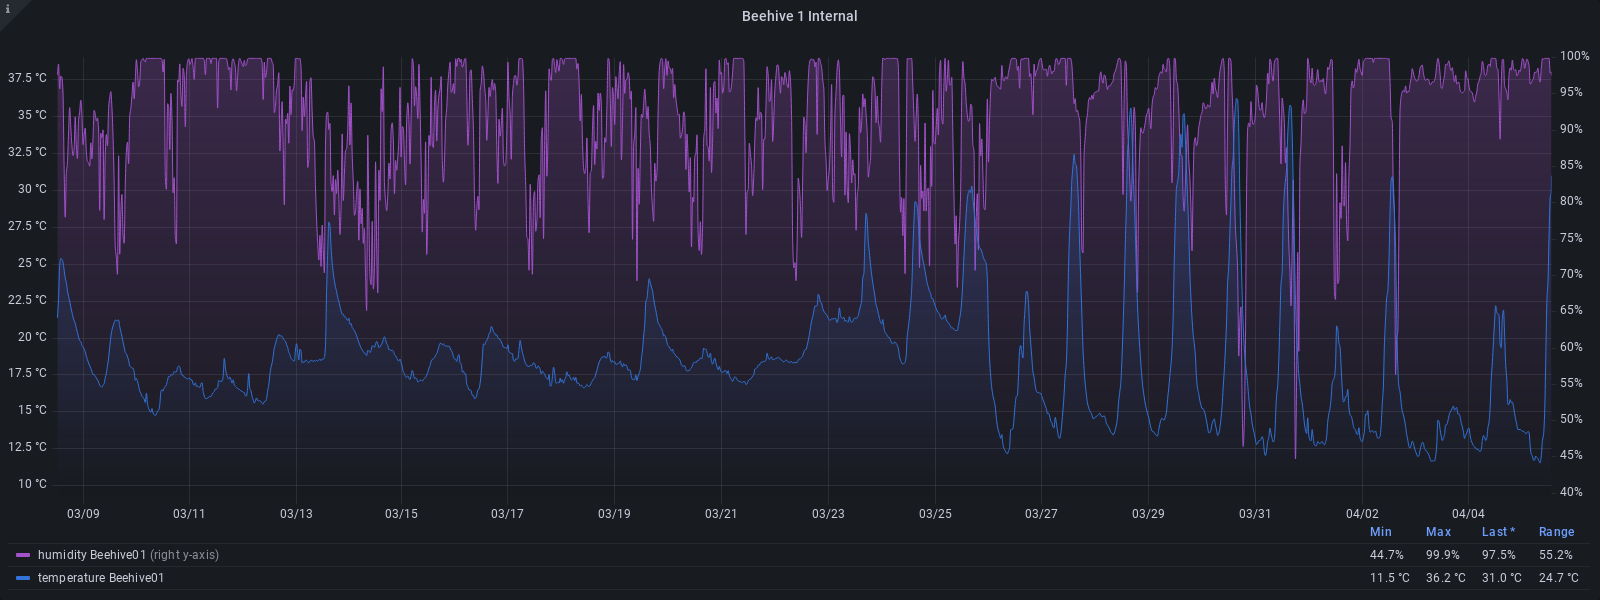 i
Beehive 1 Internal
37.5 °C
35 °C
32.5 °C
30 °C
27.5 °C
25 °C
22.5 °C
20 °C
17.5 °C
15 °C
12.5 °C
10 °C
100%
95%
90%
85%
80%
75%
70%
65%
60%
55%
50%
45%
40%
03/09 03/11 03/13 03/15 03/17 03/19 03/21 03/23 03/25 03/27 03/29 03/31 04/02 04/04
Min Max Last * Range
humidity Beehive01 (right y-axis) 44.7% 99.9% 97.5% 55.2%
temperature Beehive01 11.5 °C 36.2 °C 31.0 °C 24.7 °C